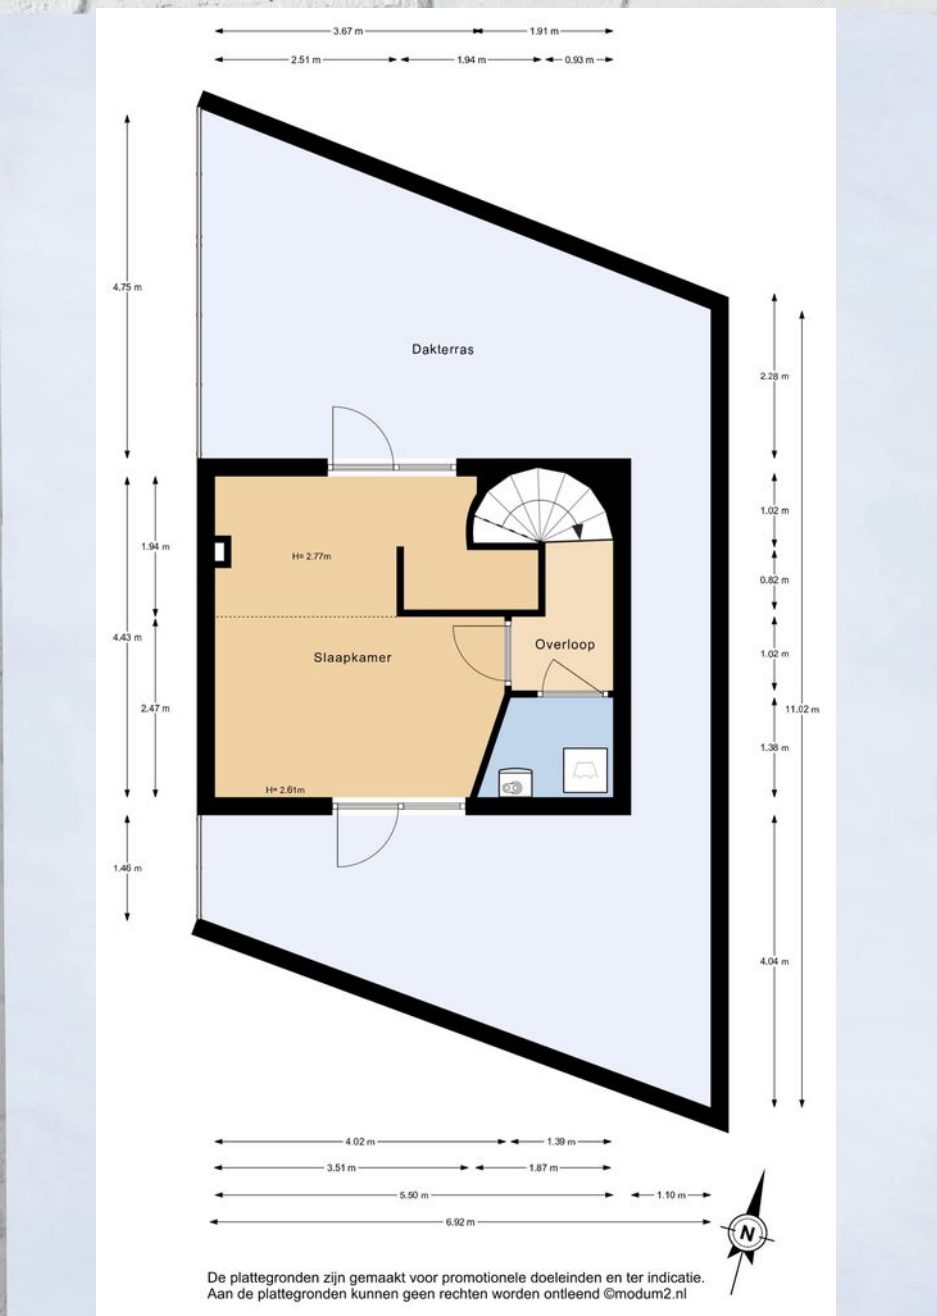 3.67 m
1.91 m
2.51 m
1.94 m
0.93 m
4.75 m
Dakterras
2.28 m
1.02 m
1.94 m
H= 2.77m
0.82 m
4.43 m
Slaapkamer
Overloop
1.02 m
2.47 m
11.02 m
1.38 m
H= 2.61m
1.46 m
4.04 m
4.02 m
1.39 m
3.51 m
1.87 m
5.50 m
1.10 m
6.92 m
N
De plattegronden zijn gemaakt voor promotionele doeleinden en ter indicatie.
Aan de plattegronden kunnen geen rechten worden ontleend ©modum2.nl